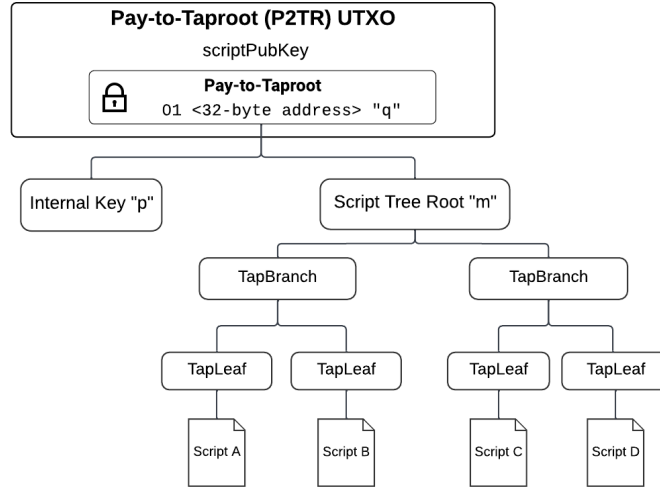 Pay-to-Taproot (P2TR) UTXO
scriptPubKey
Pay-to-Taproot
01 <32-byte address> "q"
Internal Key "p"
Script Tree Root "m"
TapBranch
TapBranch
TapLeaf
TapLeaf
TapLeaf
TapLeaf
Script A
Script B
Script C
Script D